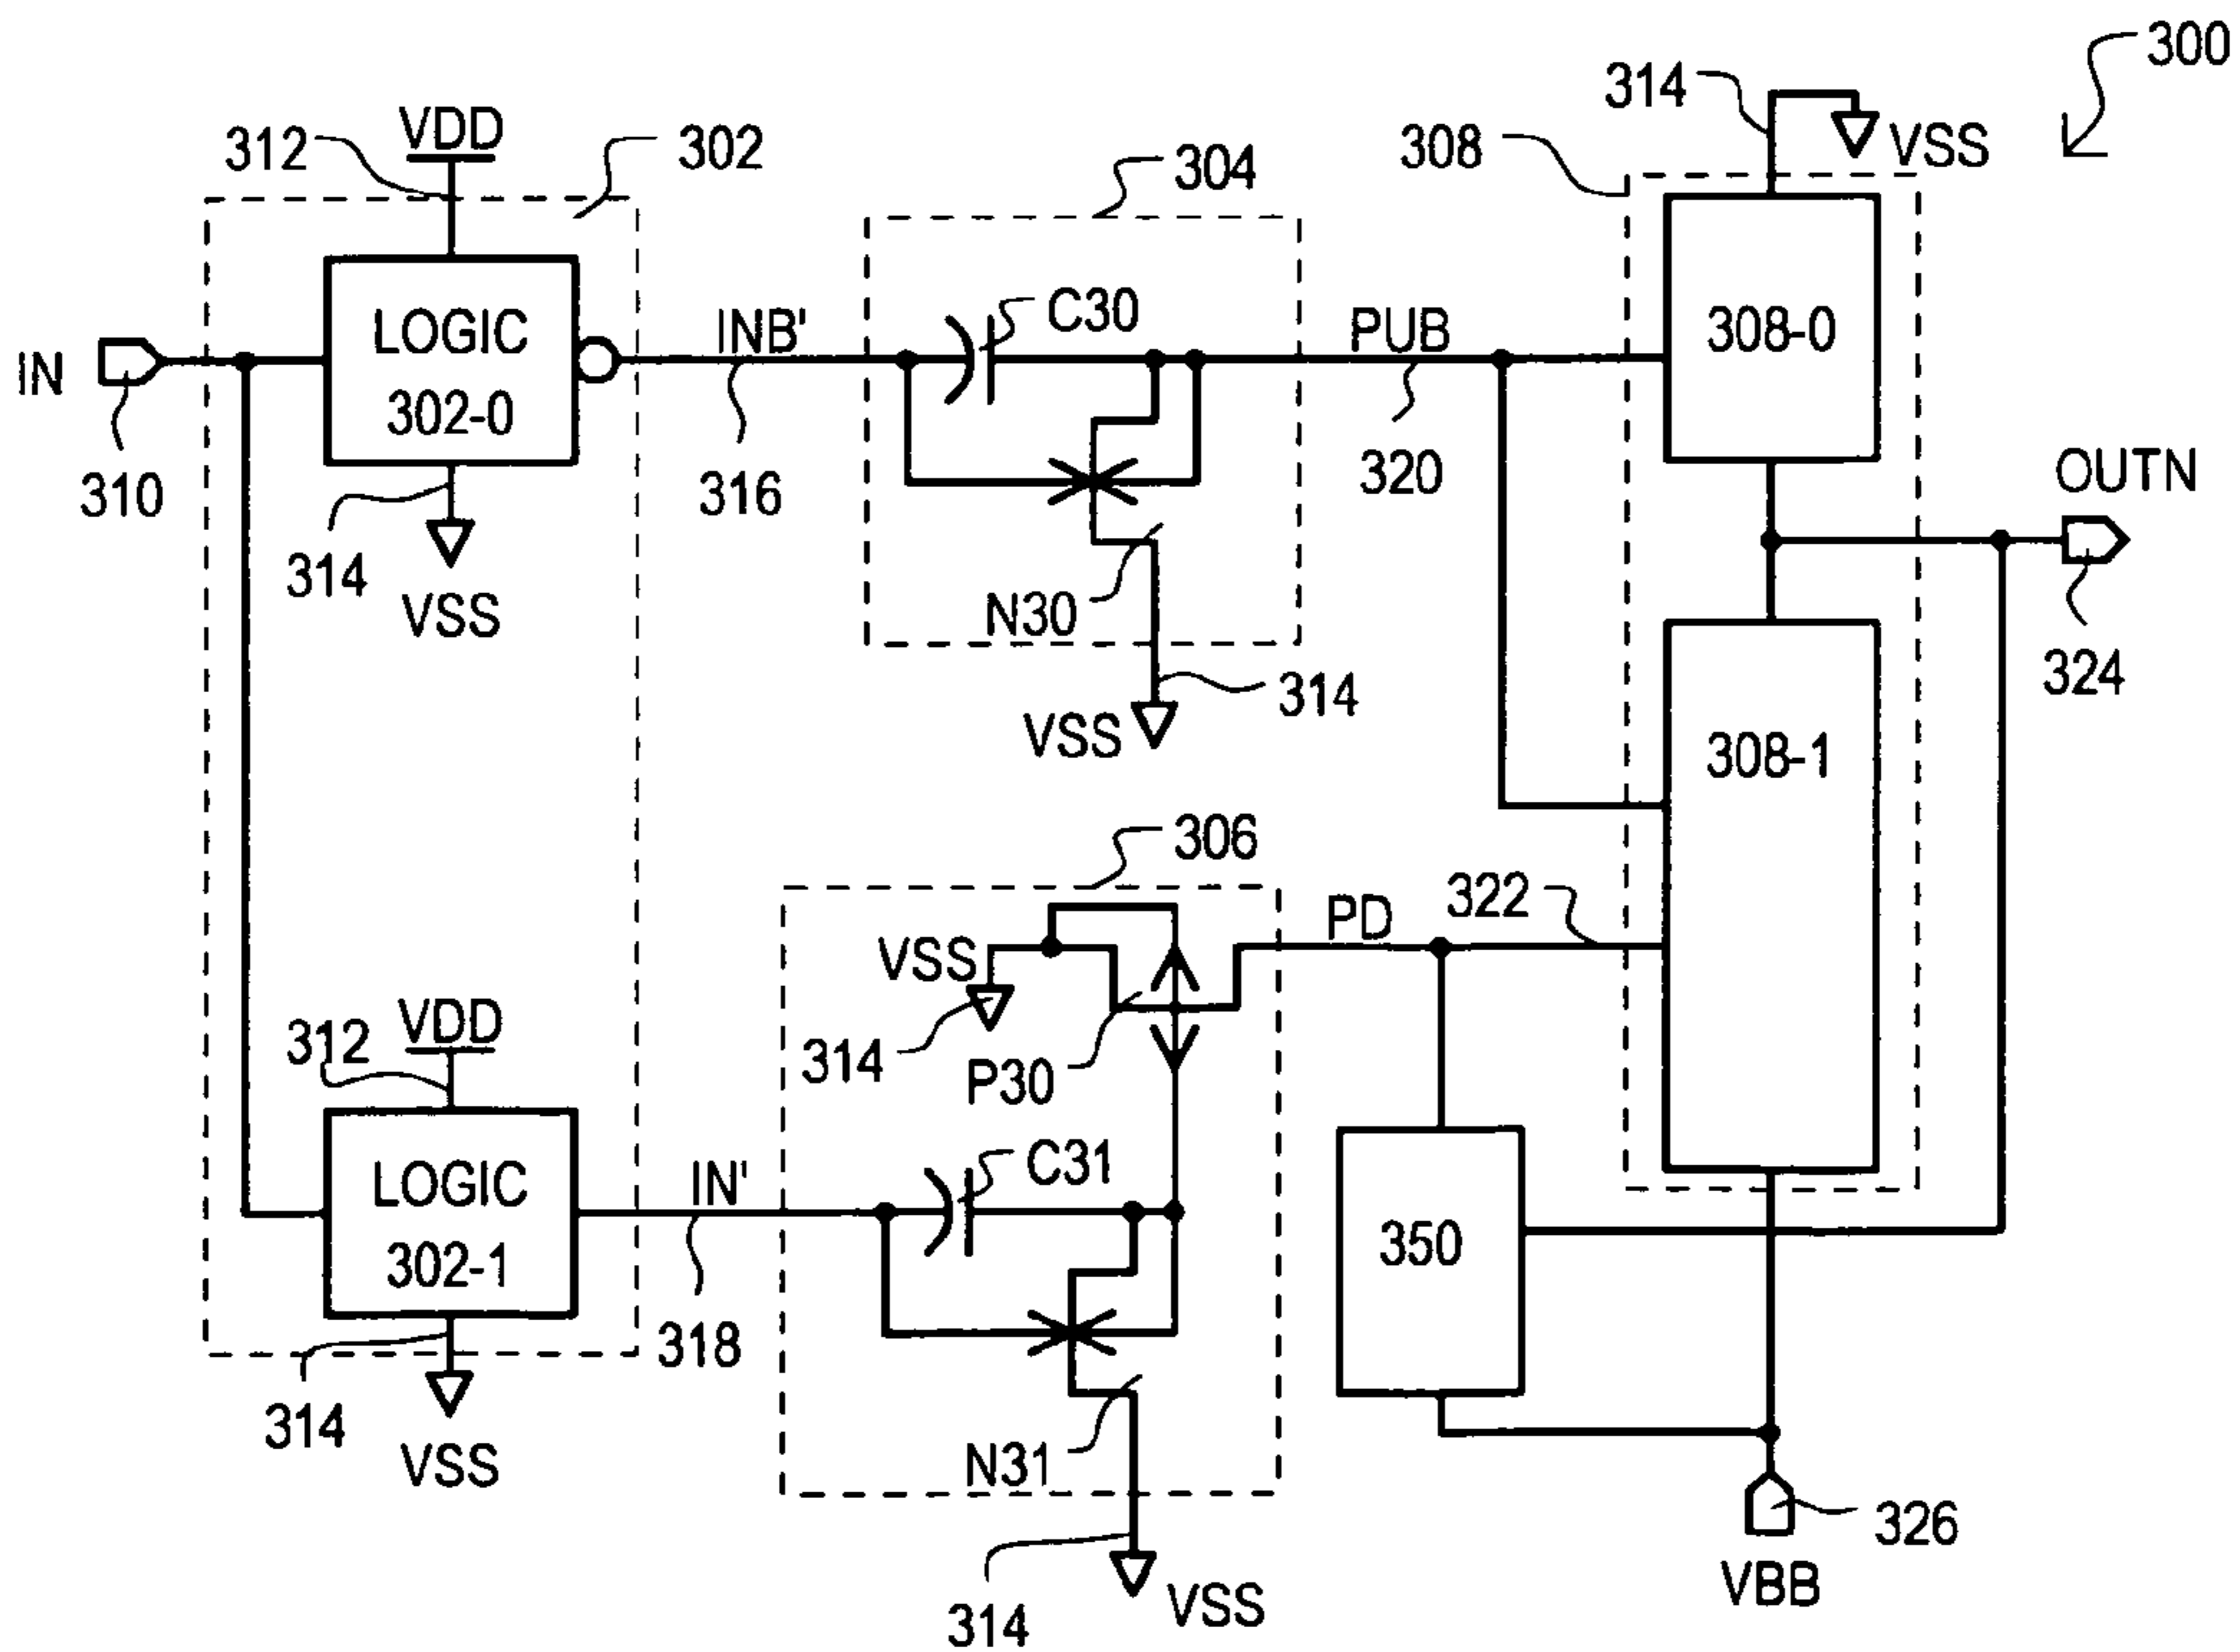 300
314
VSS
308
304
VDD
312
302
LOGIC
302-0
INB'
C30
PUB
308-0
IN
310
316
320
OUTN
314
VSS
N30
324
314
VSS
308-1
306
VSS
PD
322
314
P30
VDD
312
LOGIC
302-1
IN'
C31
350
318
314
VSS
N31
326
VBB
314
VSS